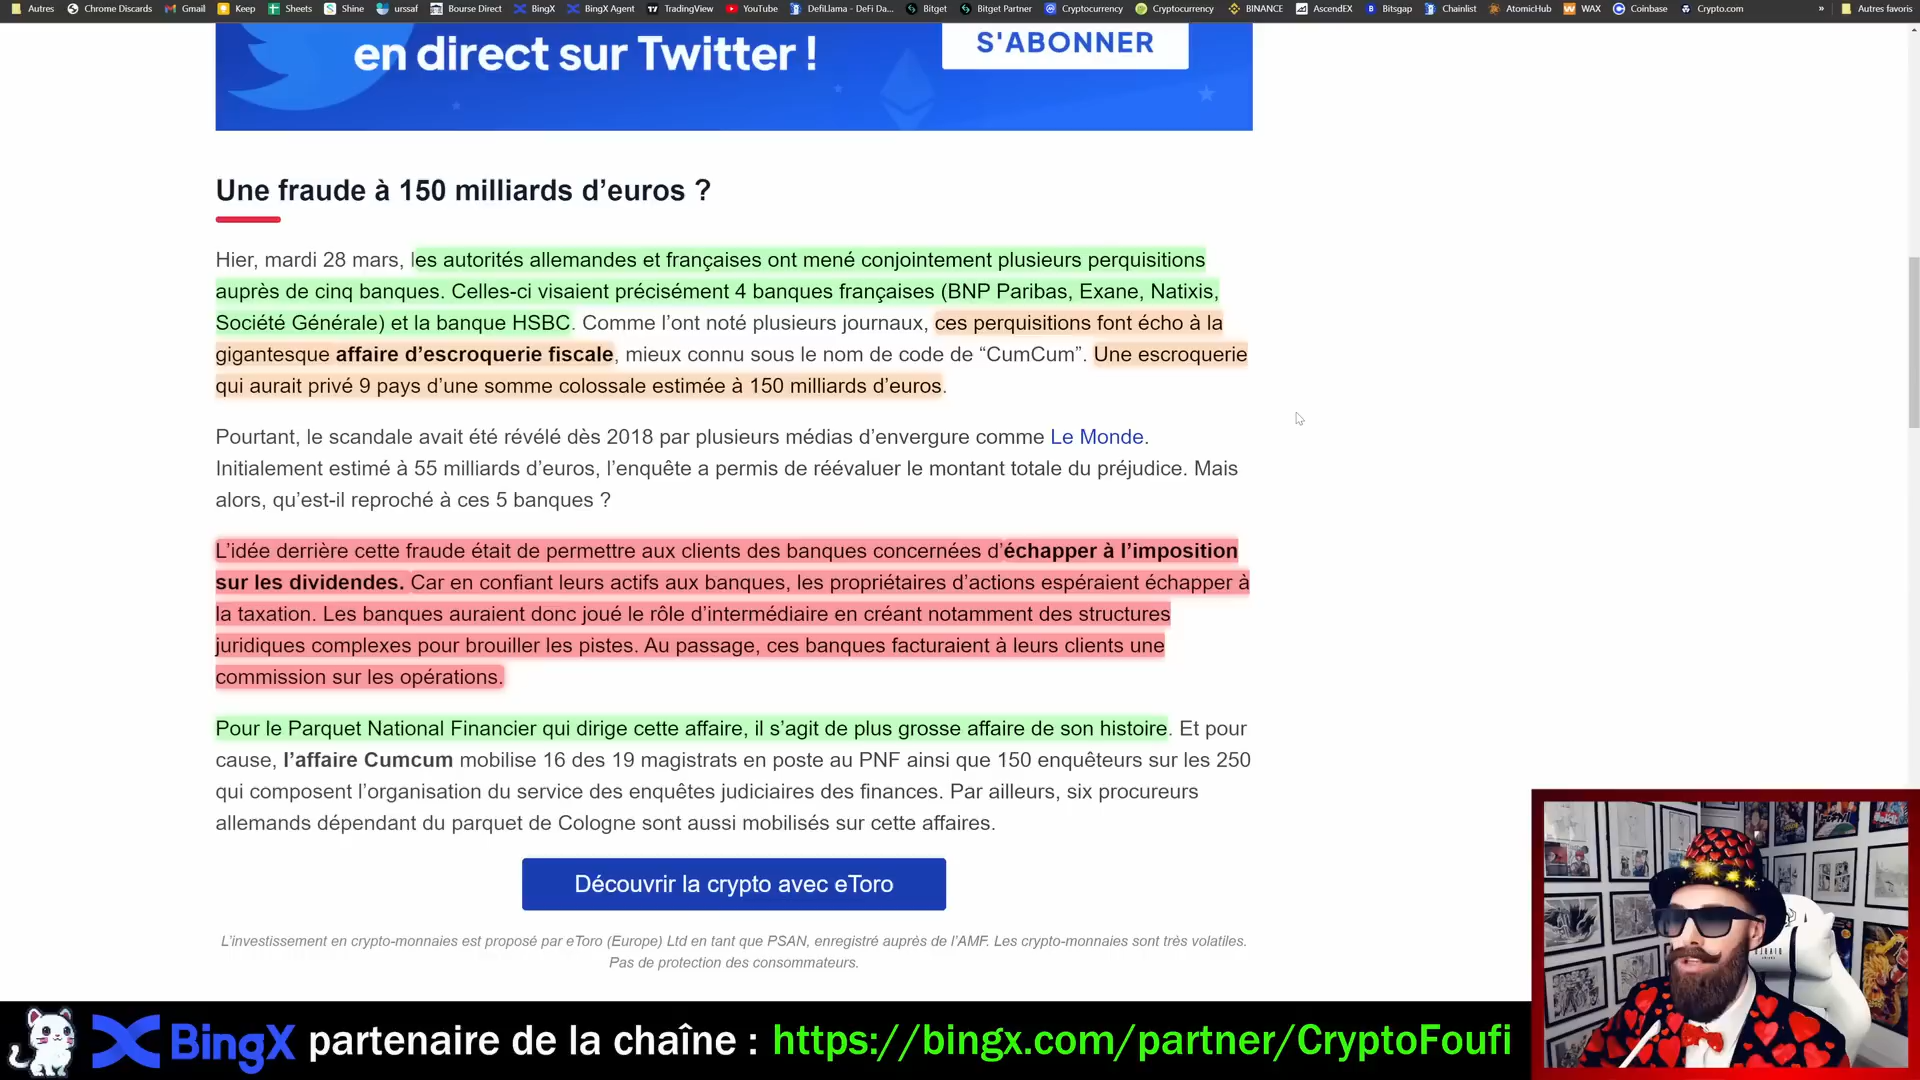 Autres Chrome Discards Gmail Keep Sheets Shine urssaf Bourse Direct BingX BingX Agent TradingView YouTube DefiLlama - DeFi Da... Bitget Bitget Partner Cryptocurrency Cryptocurrency BINANCE AscendEX Bitsgap Chainlist AtomicHub WAX Coinbase Crypto.com » Autres favoris
en direct sur Twitter !
S'ABONNER
Une fraude à 150 milliards d’euros ?
Hier, mardi 28 mars, les autorités allemandes et françaises ont mené conjointement plusieurs perquisitions
auprès de cinq banques. Celles-ci visaient précisément 4 banques françaises (BNP Paribas, Exane, Natixis,
Société Générale) et la banque HSBC. Comme l’ont noté plusieurs journaux, ces perquisitions font écho à la
gigantesque affaire d’escroquerie fiscale, mieux connu sous le nom de code de “CumCum”. Une escroquerie
qui aurait privé 9 pays d’une somme colossale estimée à 150 milliards d’euros.
Pourtant, le scandale avait été révélé dès 2018 par plusieurs médias d’envergure comme Le Monde.
Initialement estimé à 55 milliards d’euros, l’enquête a permis de réévaluer le montant totale du préjudice. Mais
alors, qu’est-il reproché à ces 5 banques ?
L’idée derrière cette fraude était de permettre aux clients des banques concernées d’échapper à l’imposition
sur les dividendes. Car en confiant leurs actifs aux banques, les propriétaires d’actions espéraient échapper à
la taxation. Les banques auraient donc joué le rôle d’intermédiaire en créant notamment des structures
juridiques complexes pour brouiller les pistes. Au passage, ces banques facturaient à leurs clients une
commission sur les opérations.
Pour le Parquet National Financier qui dirige cette affaire, il s’agit de plus grosse affaire de son histoire. Et pour
cause, l’affaire Cumcum mobilise 16 des 19 magistrats en poste au PNF ainsi que 150 enquêteurs sur les 250
qui composent l’organisation du service des enquêtes judiciaires des finances. Par ailleurs, six procureurs
allemands dépendant du parquet de Cologne sont aussi mobilisés sur cette affaires.
Découvrir la crypto avec eToro
L’investissement en crypto-monnaies est proposé par eToro (Europe) Ltd en tant que PSAN, enregistré auprès de l’AMF. Les crypto-monnaies sont très volatiles.
Pas de protection des consommateurs.
BingX partenaire de la chaîne : https://bingx.com/partner/CryptoFoufi